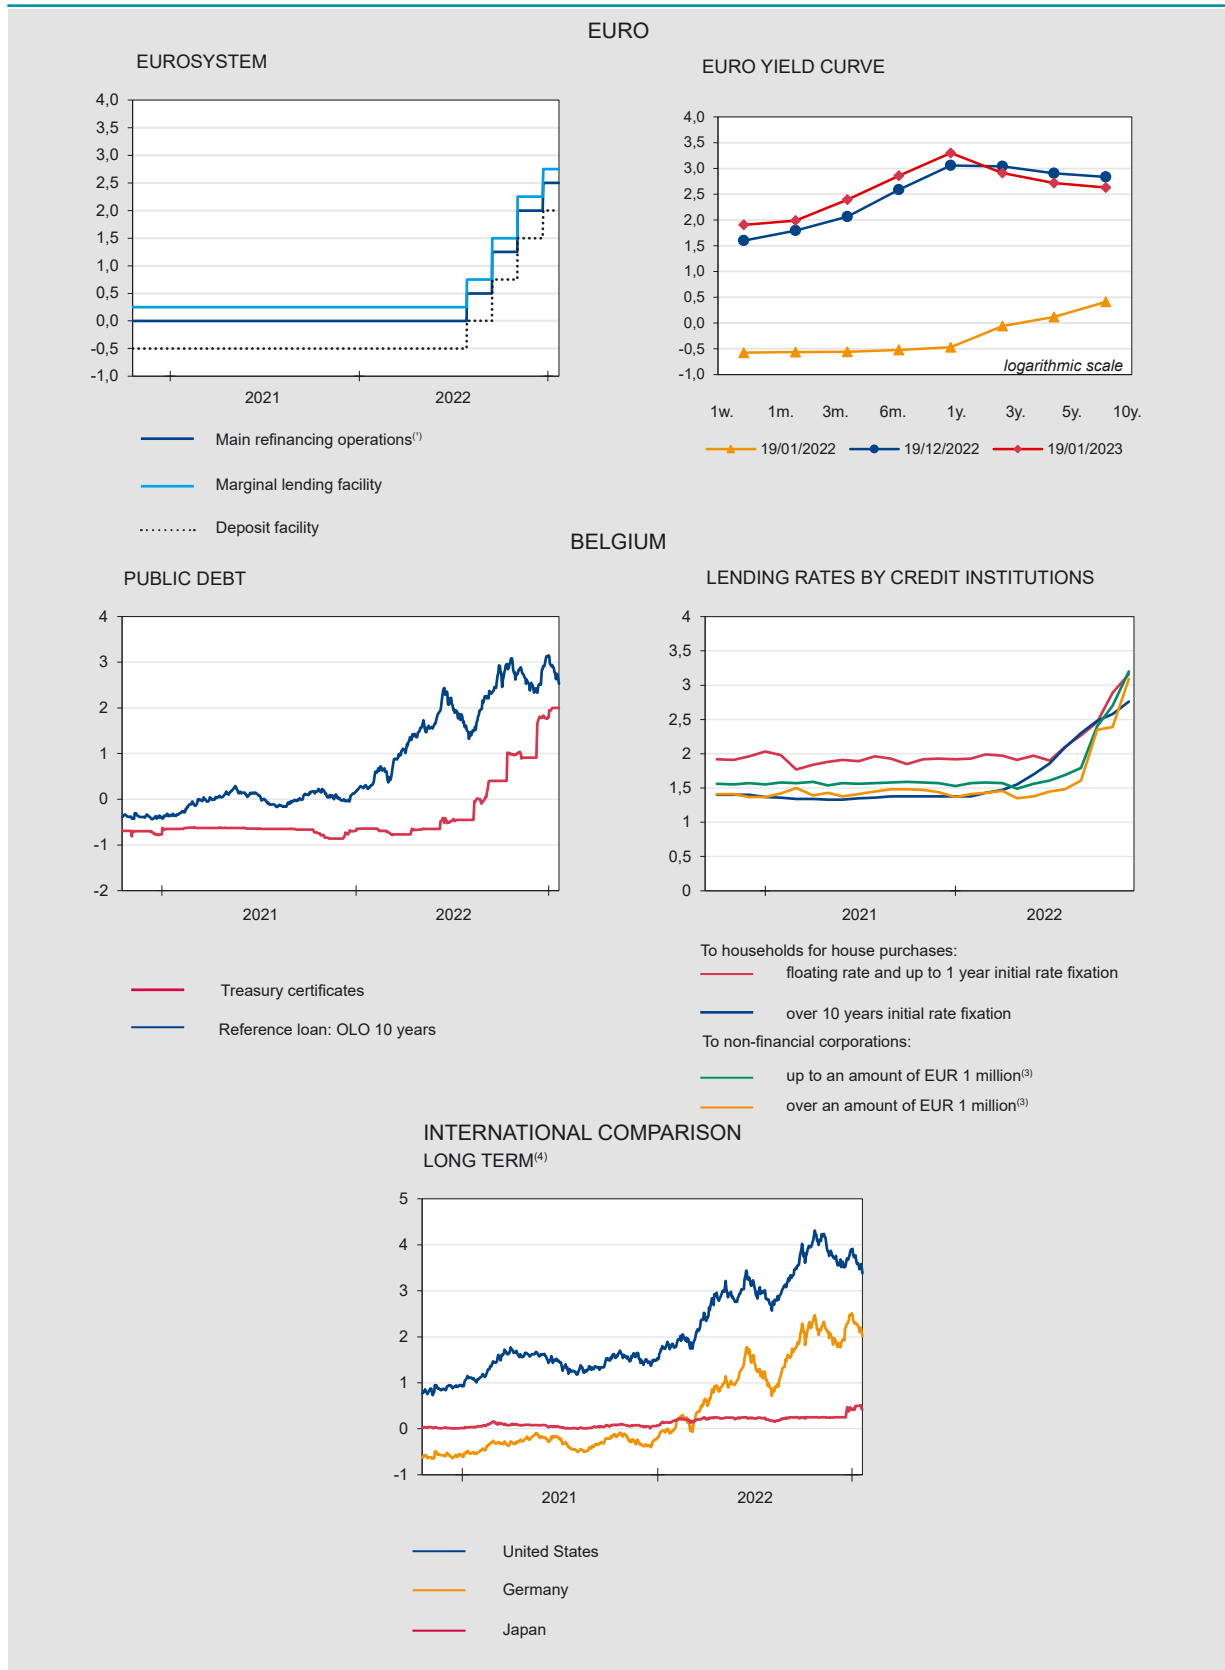 EURO
EUROSYSTEM
4,0
3,5
3,0
2,5
2,0
1,5
1,0
0,5
0,0
-0,5
-1,0
2021 2022
Main refinancing operations(¹)
Marginal lending facility
Deposit facility
EURO YIELD CURVE
4,0
3,5
3,0
2,5
2,0
1,5
1,0
0,5
0,0
-0,5
-1,0
logarithmic scale
1w. 1m. 3m. 6m. 1y. 3y. 5y. 10y.
19/01/2022 19/12/2022 19/01/2023
BELGIUM
PUBLIC DEBT
4
3
2
1
0
-1
-2
2021 2022
Treasury certificates
Reference loan: OLO 10 years
LENDING RATES BY CREDIT INSTITUTIONS
4
3,5
3
2,5
2
1,5
1
0,5
0
2021 2022
To households for house purchases:
floating rate and up to 1 year initial rate fixation
over 10 years initial rate fixation
To non-financial corporations:
up to an amount of EUR 1 million(3)
over an amount of EUR 1 million(3)
INTERNATIONAL COMPARISON
LONG TERM(4)
5
4
3
2
1
0
-1
2021 2022
United States
Germany
Japan